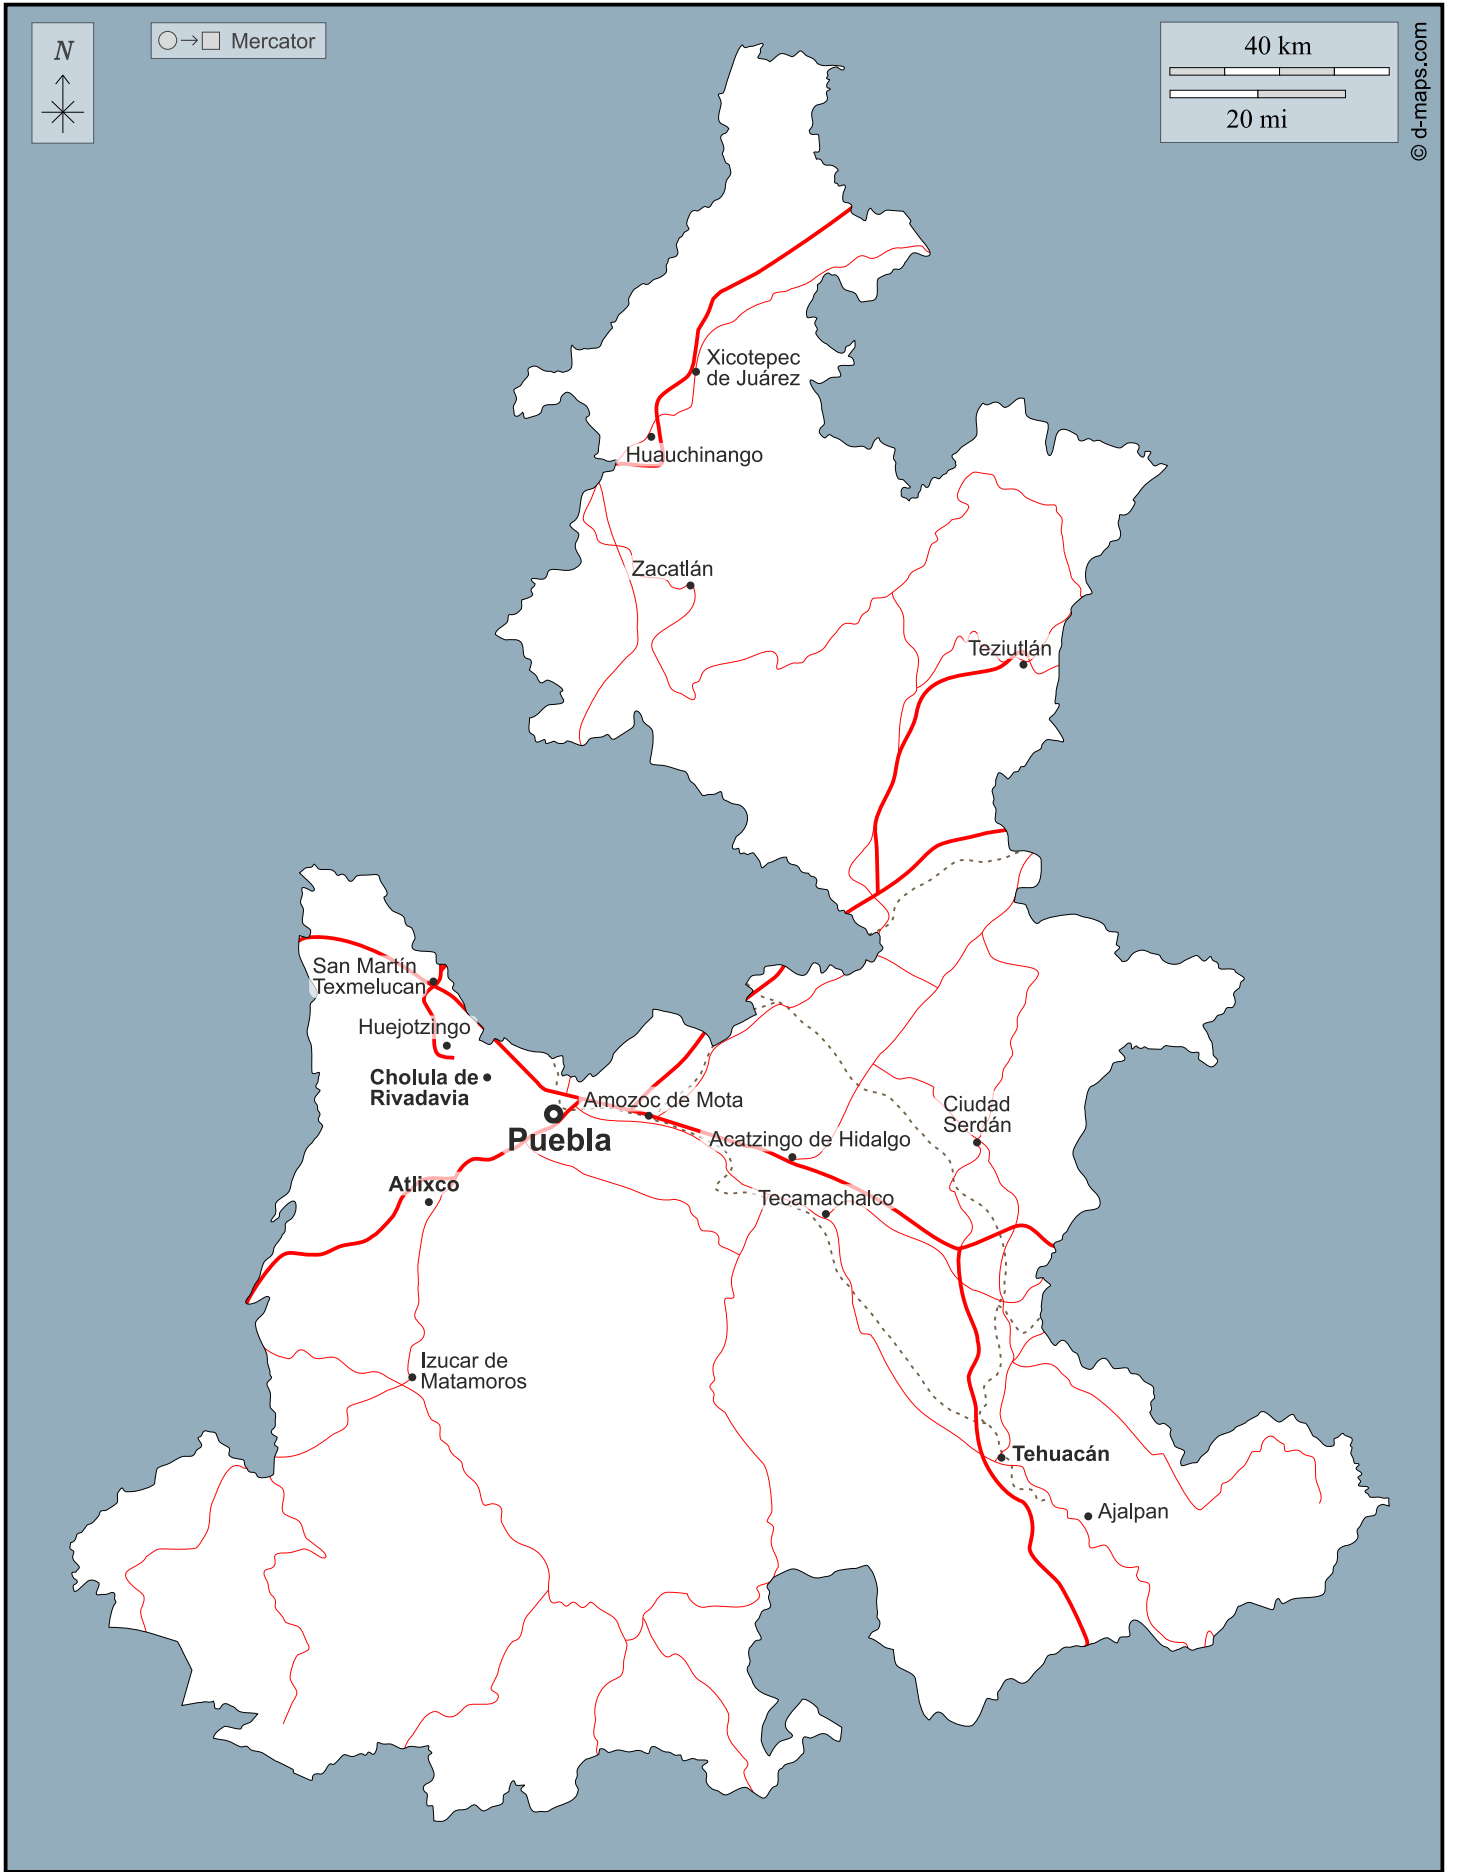 N
Mercator
40 km
20 mi
© d-maps.com
Xicotepec
de Juárez
Huauchinango
Zacatlán
Teziutlán
San Martín
Texmelucan
Huejotzingo
Cholula de
Rivadavia
Puebla
Amozoc de Mota
Acatzingo de Hidalgo
Ciudad
Serdán
Atlixco
Tecamachalco
Izucar de
Matamoros
Tehuacán
Ajalpan